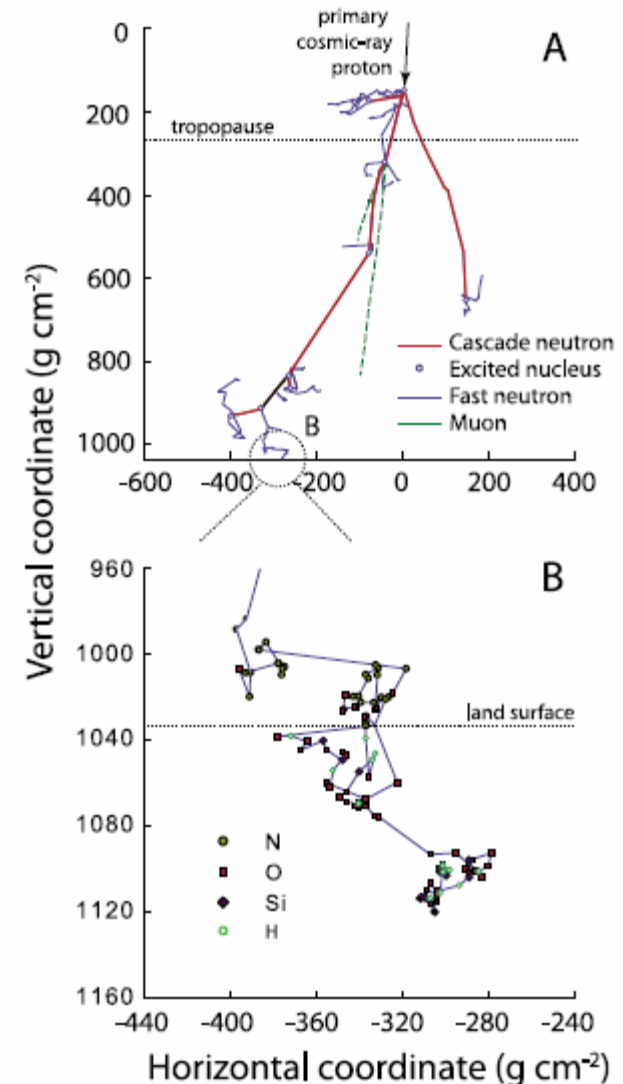 primary
cosmic-ray
proton
A
0
200
400
600
800
1000
tropopause
Cascade neutron
Excited nucleus
Fast neutron
Muon
B
-600
-400
-200
0
200
400
Vertical coordinate (g cm⁻²)
B
960
1000
1040
1080
1120
1160
land surface
N
O
Si
H
-440
-400
-360
-320
-280
-240
Horizontal coordinate (g cm⁻²)